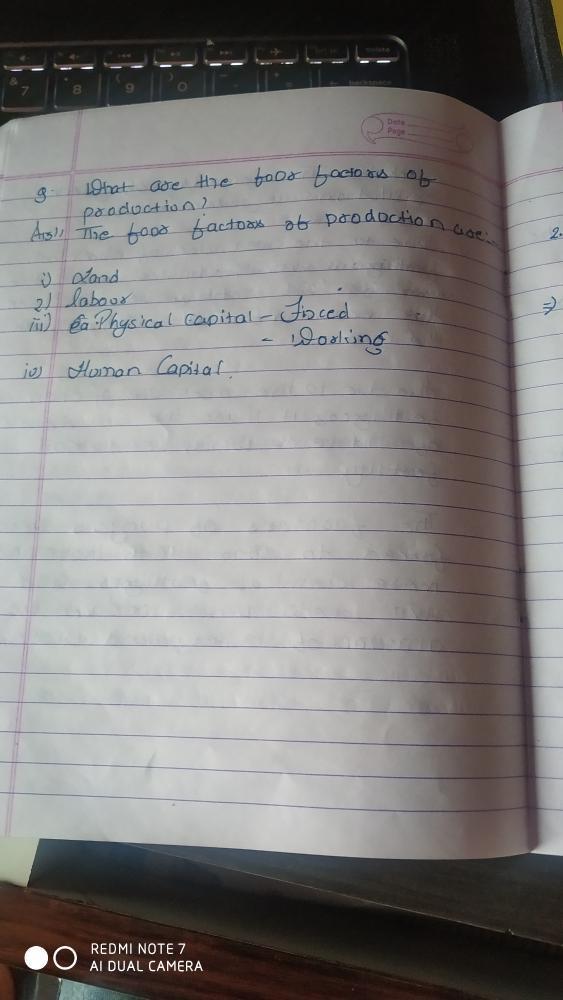 7
8
9
0
backspace
Date
Page
9. What are the four factors of
production?
Ans), The four factors of production are:-
i) Land
2) labour
iii) Physical capital - Fixed
- Working
iv) Human Capital.
2.
⇒
REDMI NOTE 7
AI DUAL CAMERA